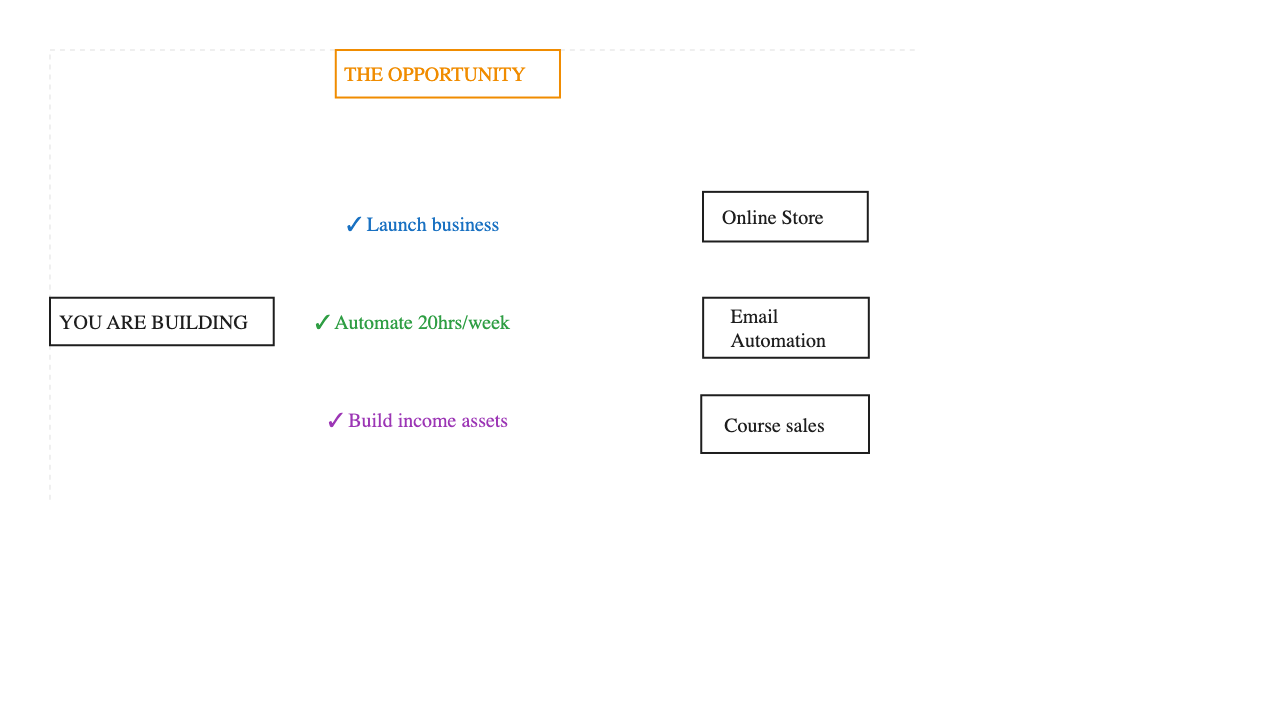 THE OPPORTUNITY
✓ Launch business
Online Store
YOU ARE BUILDING
✓ Automate 20hrs/week
Email
Automation
✓ Build income assets
Course sales